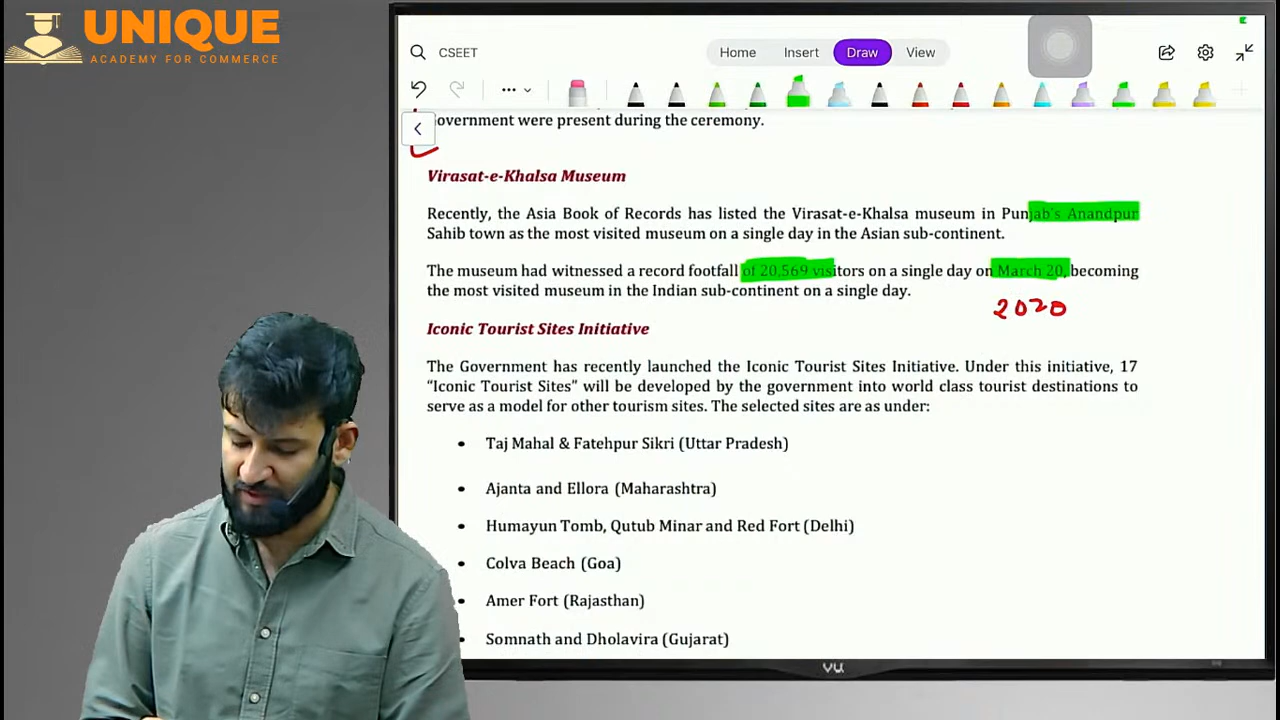 UNIQUE
ACADEMY FOR COMMERCE
CSEET
Home Insert Draw View
overnment were present during the ceremony.
Virasat-e-Khalsa Museum
Recently, the Asia Book of Records has listed the Virasat-e-Khalsa museum in Punjab's Anandpur
Sahib town as the most visited museum on a single day in the Asian sub-continent.
The museum had witnessed a record footfall of 20,569 visitors on a single day on March 20, becoming
the most visited museum in the Indian sub-continent on a single day.
2020
Iconic Tourist Sites Initiative
The Government has recently launched the Iconic Tourist Sites Initiative. Under this initiative, 17
“Iconic Tourist Sites” will be developed by the government into world class tourist destinations to
serve as a model for other tourism sites. The selected sites are as under:
• Taj Mahal & Fatehpur Sikri (Uttar Pradesh)
• Ajanta and Ellora (Maharashtra)
• Humayun Tomb, Qutub Minar and Red Fort (Delhi)
• Colva Beach (Goa)
• Amer Fort (Rajasthan)
• Somnath and Dholavira (Gujarat)
VU